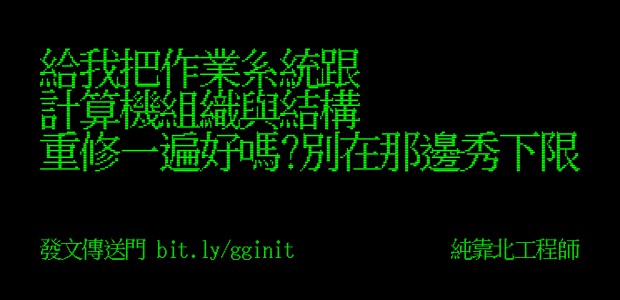 給我把作業系統跟
計算機組織與結構
重修一遍好嗎?別在那邊秀下限
發文傳送門 bit.ly/gginit
純靠北工程師